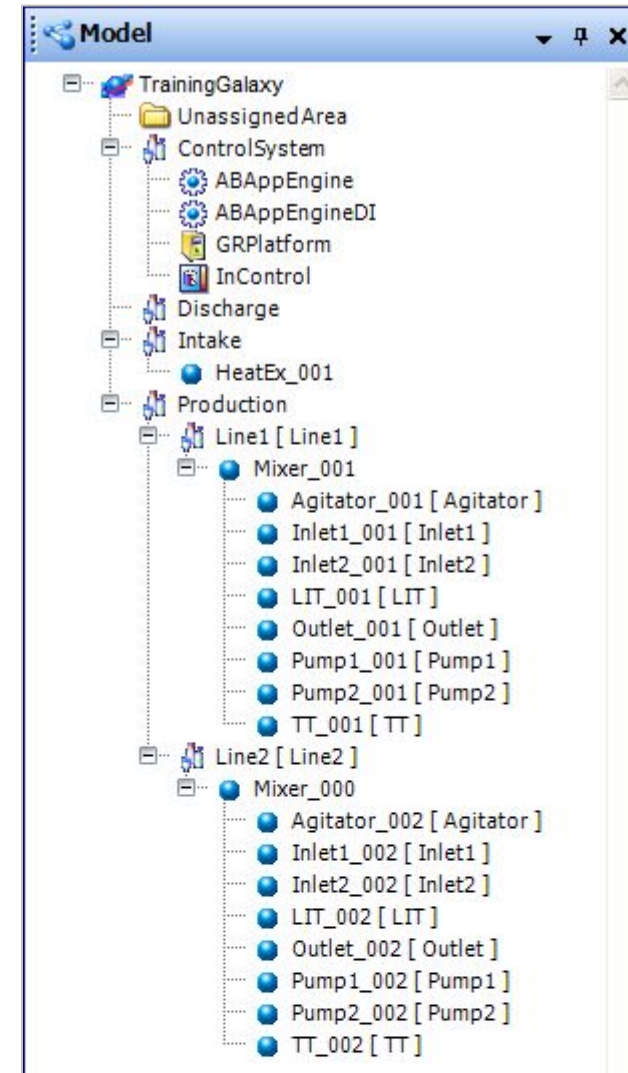 Model
TrainingGalaxy
UnassignedArea
ControlSystem
ABAppEngine
ABAppEngineDI
GRPlatform
InControl
Discharge
Intake
HeatEx_001
Production
Line1 [ Line1 ]
Mixer_001
Agitator_001 [ Agitator ]
Inlet1_001 [ Inlet1 ]
Inlet2_001 [ Inlet2 ]
LIT_001 [ LIT ]
Outlet_001 [ Outlet ]
Pump1_001 [ Pump1 ]
Pump2_001 [ Pump2 ]
TT_001 [ TT ]
Line2 [ Line2 ]
Mixer_000
Agitator_002 [ Agitator ]
Inlet1_002 [ Inlet1 ]
Inlet2_002 [ Inlet2 ]
LIT_002 [ LIT ]
Outlet_002 [ Outlet ]
Pump1_002 [ Pump1 ]
Pump2_002 [ Pump2 ]
TT_002 [ TT ]